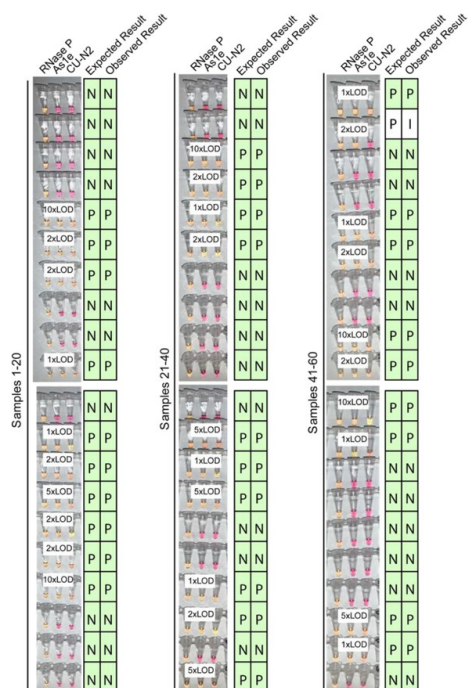 RNase P
As1e
CU-N2
Expected Result
Observed Result
Samples 1-20
N N
N N
N N
N N
10xLOD P P
2xLOD P P
2xLOD P P
N N
N N
1xLOD P P
N N
1xLOD P P
2xLOD P P
5xLOD P P
2xLOD P P
2xLOD P P
10xLOD P P
N N
N N
N N
RNase P
As1e
CU-N2
Expected Result
Observed Result
Samples 21-40
N N
N N
10xLOD P P
2xLOD P P
1xLOD P P
2xLOD P P
N N
N N
N N
N N
N N
5xLOD P P
1xLOD P P
5xLOD P P
N N
N N
1xLOD P P
2xLOD P P
N N
5xLOD P P
RNase P
As1e
CU-N2
Expected Result
Observed Result
Samples 41-60
1xLOD P P
2xLOD P I
N N
N N
1xLOD P P
2xLOD P P
N N
N N
10xLOD P P
2xLOD P P
10xLOD P P
1xLOD P P
N N
N N
N N
N N
N N
5xLOD P P
1xLOD P P
N N